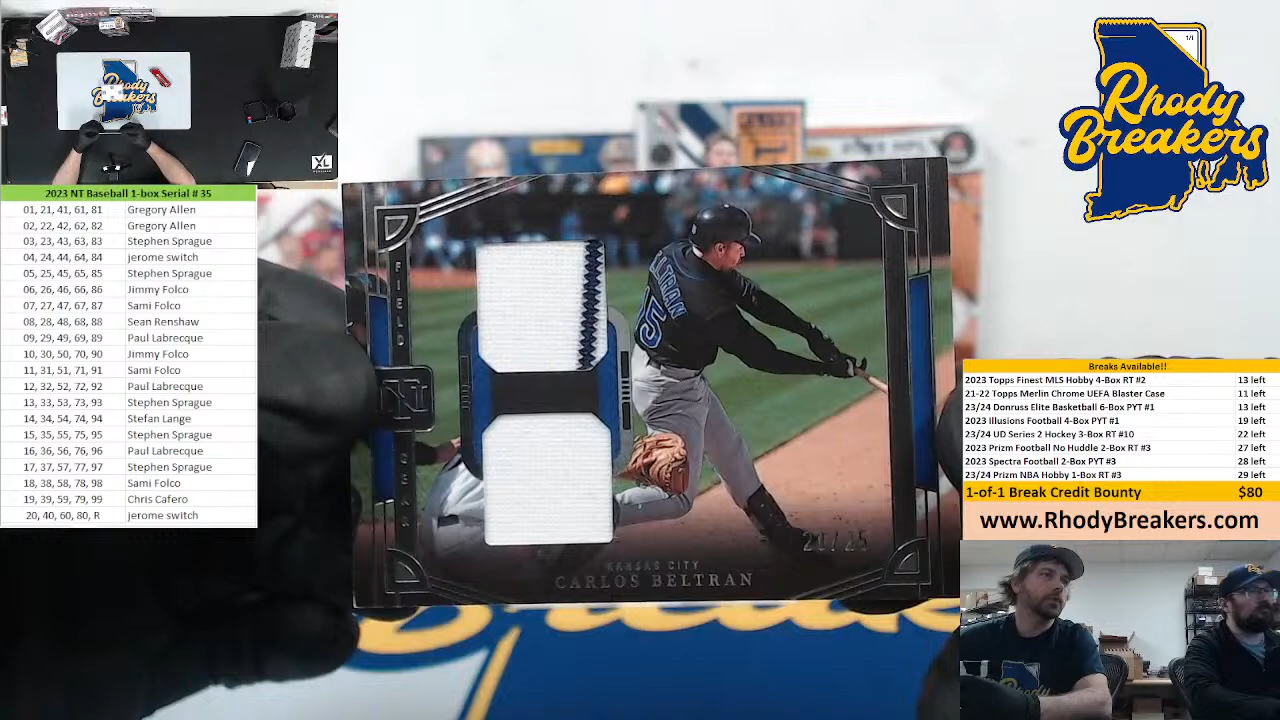 Rhody
Breakers
1/1
Rhody
Breakers
XL
2023 NT Baseball 1-box Serial # 35
01, 21, 41, 61, 81 Gregory Allen
02, 22, 42, 62, 82 Gregory Allen
03, 23, 43, 63, 83 Stephen Sprague
04, 24, 44, 64, 84 jerome switch
05, 25, 45, 65, 85 Stephen Sprague
06, 26, 46, 66, 86 Jimmy Folco
07, 27, 47, 67, 87 Sami Folco
08, 28, 48, 68, 88 Sean Renshaw
09, 29, 49, 69, 89 Paul Labrecque
10, 30, 50, 70, 90 Jimmy Folco
11, 31, 51, 71, 91 Sami Folco
12, 32, 52, 72, 92 Paul Labrecque
13, 33, 53, 73, 93 Stephen Sprague
14, 34, 54, 74, 94 Stefan Lange
15, 35, 55, 75, 95 Stephen Sprague
16, 36, 56, 76, 96 Paul Labrecque
17, 37, 57, 77, 97 Stephen Sprague
18, 38, 58, 78, 98 Sami Folco
19, 39, 59, 79, 99 Chris Cafero
20, 40, 60, 80, R jerome switch
FIELD
NT
GEAR
BELTRAN
15
KANSAS CITY
CARLOS BELTRAN
Breaks Available!!
2023 Topps Finest MLS Hobby 4-Box RT #2 13 left
21-22 Topps Merlin Chrome UEFA Blaster Case 11 left
23/24 Donruss Elite Basketball 6-Box PYT #1 13 left
2023 Illusions Football 4-Box PYT #1 19 left
23/24 UD Series 2 Hockey 3-Box RT #10 22 left
2023 Prizm Football No Huddle 2-Box RT #3 27 left
2023 Spectra Football 2-Box PYT #3 28 left
23/24 Prizm NBA Hobby 1-Box RT #3 29 left
1-of-1 Break Credit Bounty $80
www.RhodyBreakers.com